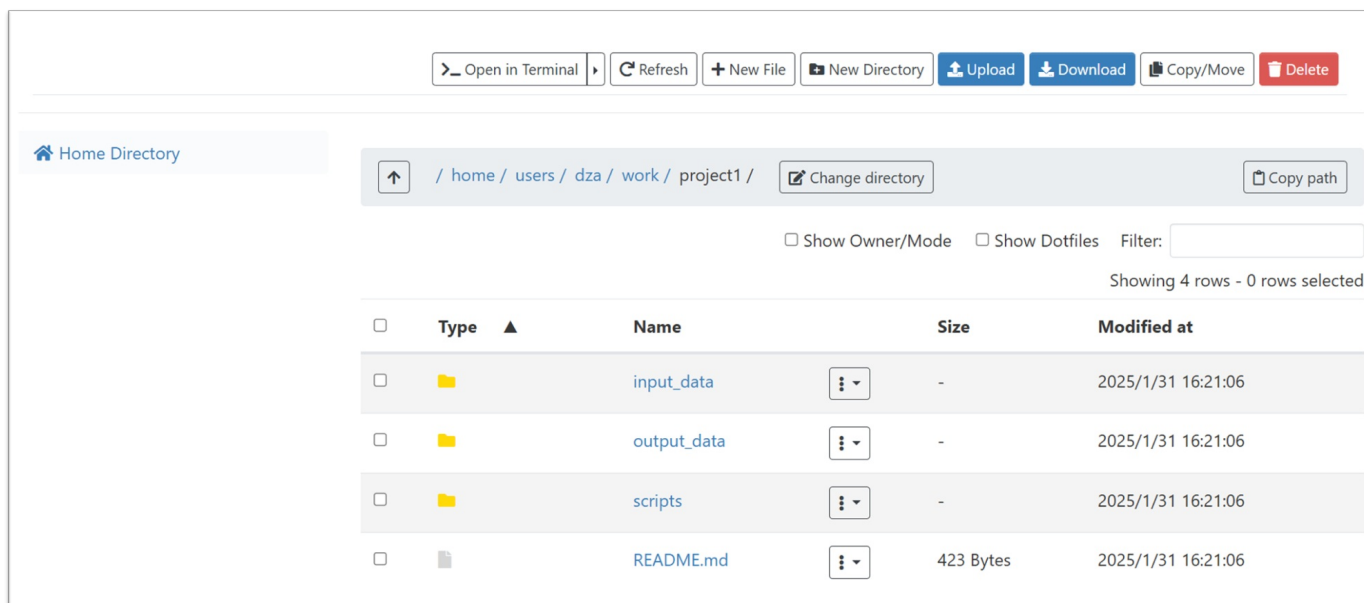 Open in Terminal Refresh New File New Directory Upload Download Copy/Move Delete
Home Directory
/ home / users / dza / work / project1 / Change directory Copy path
Show Owner/Mode Show Dotfiles Filter:
Showing 4 rows - 0 rows selected
Type Name Size Modified at
input_data - 2025/1/31 16:21:06
output_data - 2025/1/31 16:21:06
scripts - 2025/1/31 16:21:06
README.md 423 Bytes 2025/1/31 16:21:06